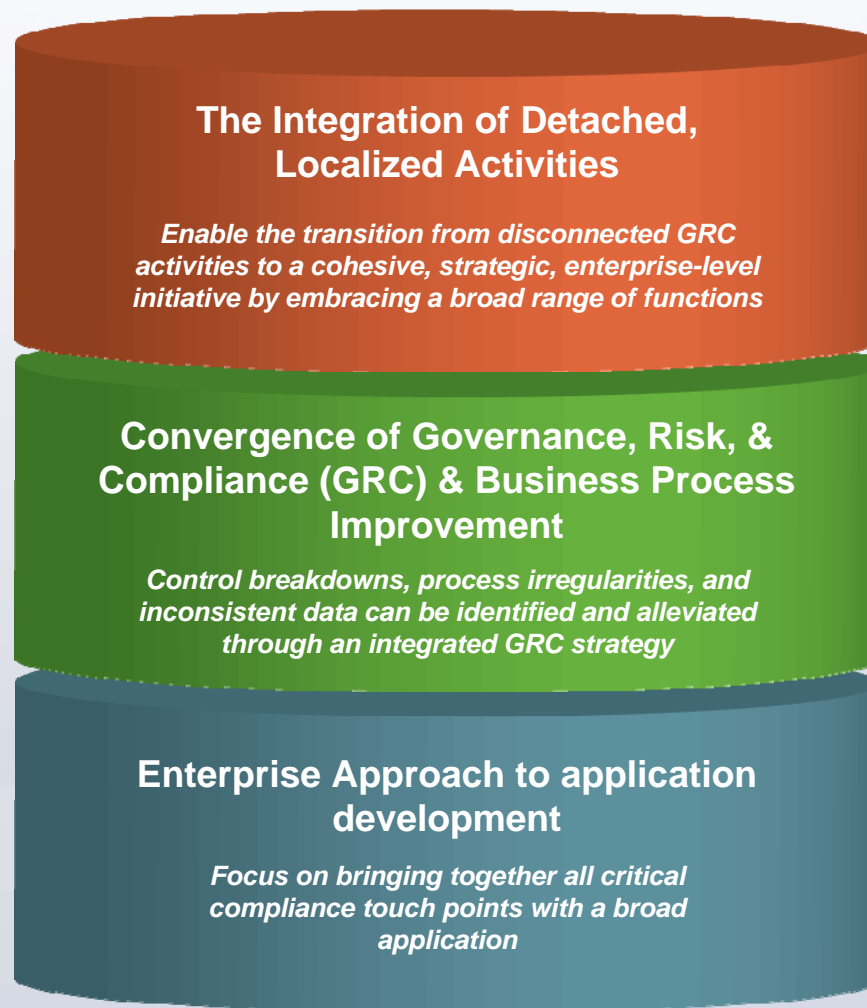 The Integration of Detached,
Localized Activities
Enable the transition from disconnected GRC
activities to a cohesive, strategic, enterprise-level
initiative by embracing a broad range of functions
Convergence of Governance, Risk, &
Compliance (GRC) & Business Process
Improvement
Control breakdowns, process irregularities, and
inconsistent data can be identified and alleviated
through an integrated GRC strategy
Enterprise Approach to application
development
Focus on bringing together all critical
compliance touch points with a broad
application